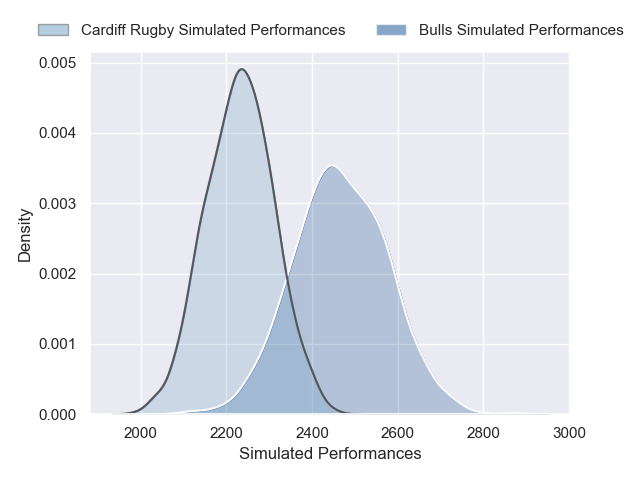 Cardiff Rugby Simulated Performances Bulls Simulated Performances
0.005
0.004
0.003
0.002
0.001
0.000
Density
2000 2200 2400 2600 2800 3000
Simulated Performances